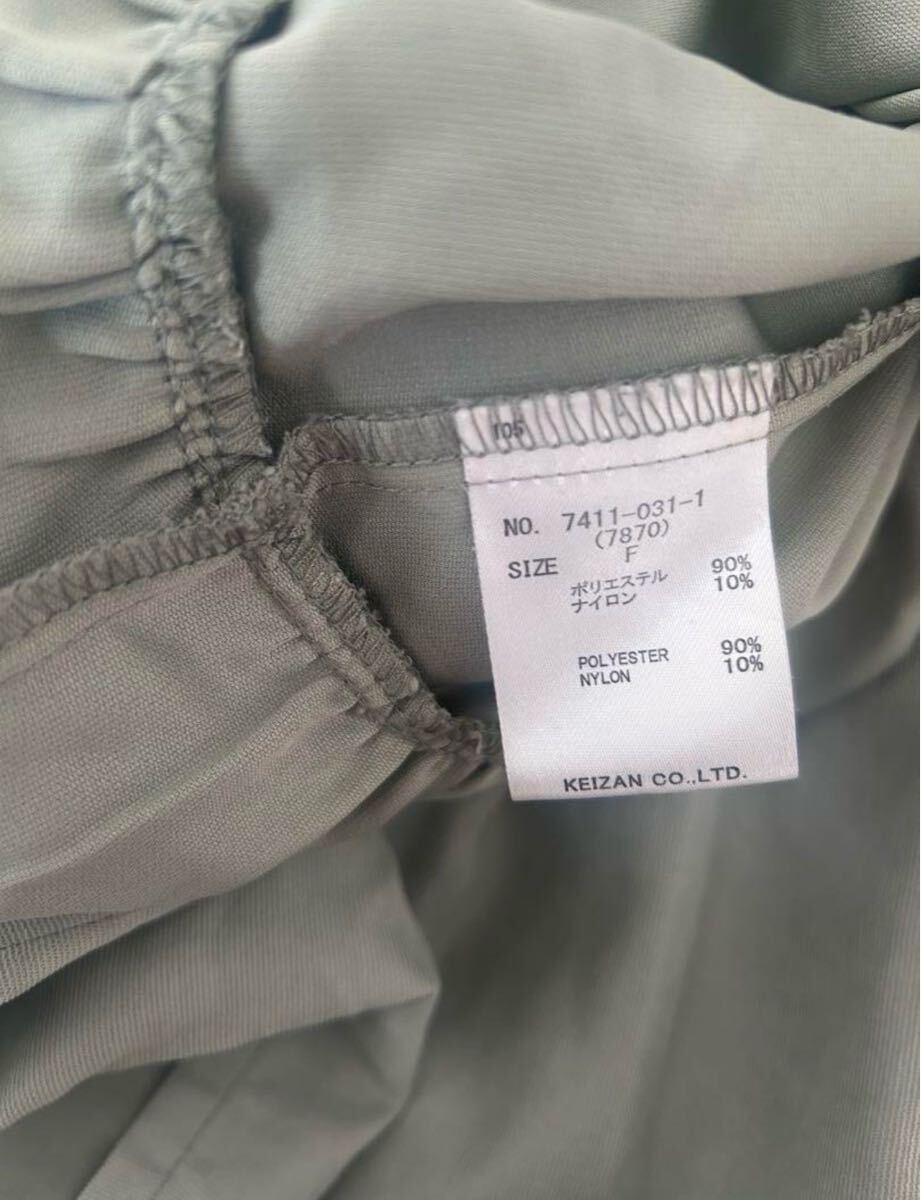 105
NO. 7411-031-1
(7870)
SIZE F
ポリエステル 90%
ナイロン 10%
POLYESTER 90%
NYLON 10%
KEIZAN CO.,LTD.